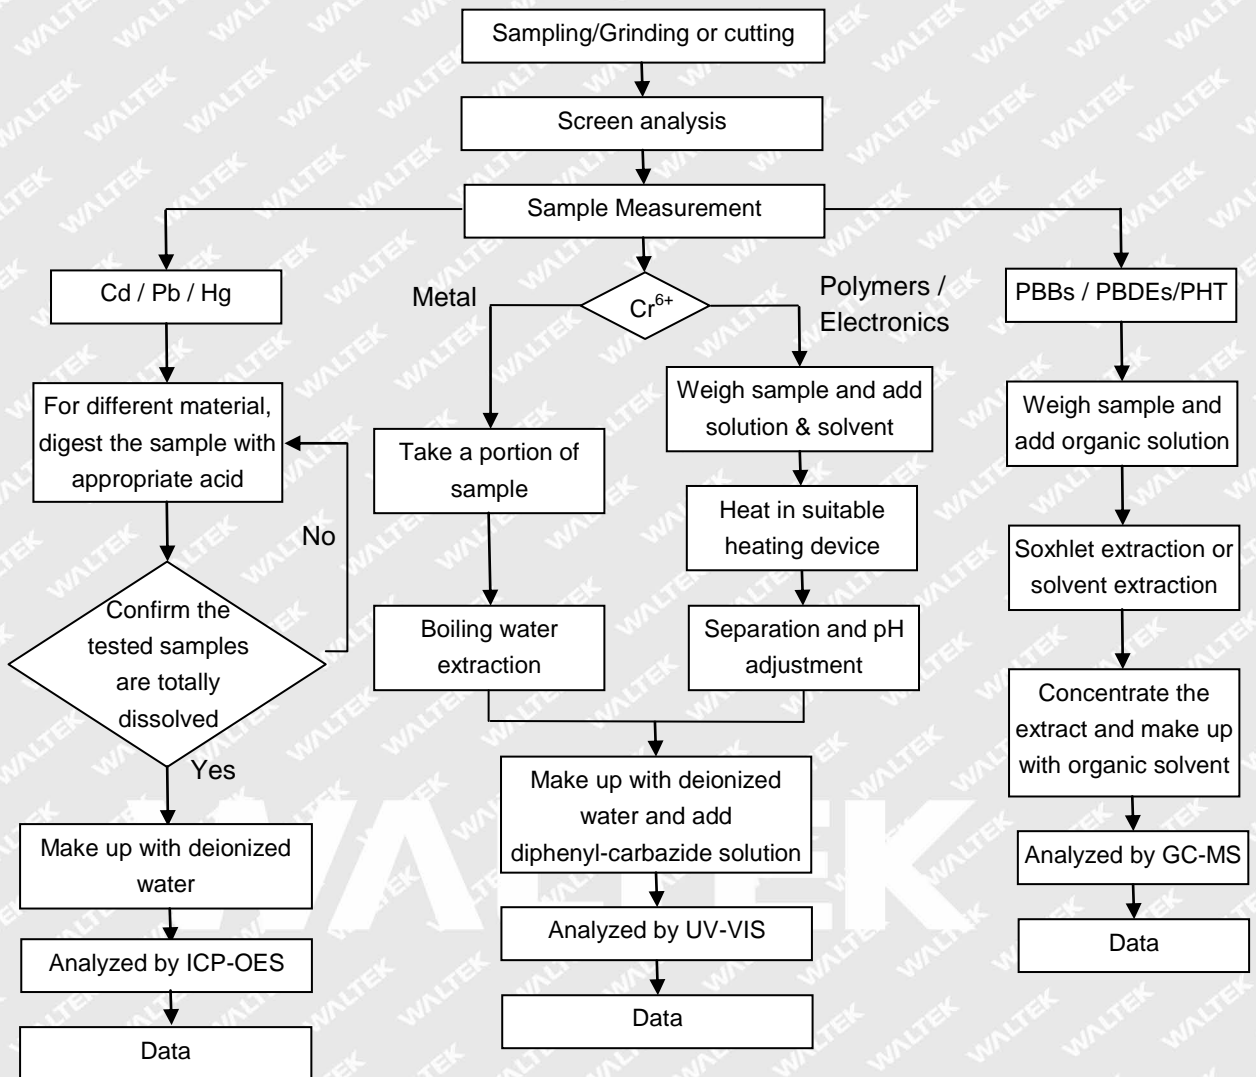 Sampling/Grinding or cutting
Screen analysis
Sample Measurement
Cd / Pb / Hg
For different material,
digest the sample with
appropriate acid
No
Confirm the
tested samples
are totally
dissolved
Yes
Make up with deionized
water
Analyzed by ICP-OES
Data
Cr6+
Metal
Take a portion of
sample
Boiling water
extraction
Polymers /
Electronics
Weigh sample and add
solution & solvent
Heat in suitable
heating device
Separation and pH
adjustment
Make up with deionized
water and add
diphenyl-carbazide solution
Analyzed by UV-VIS
Data
PBBs / PBDEs/PHT
Weigh sample and
add organic solution
Soxhlet extraction or
solvent extraction
Concentrate the
extract and make up
with organic solvent
Analyzed by GC-MS
Data
WALTEK